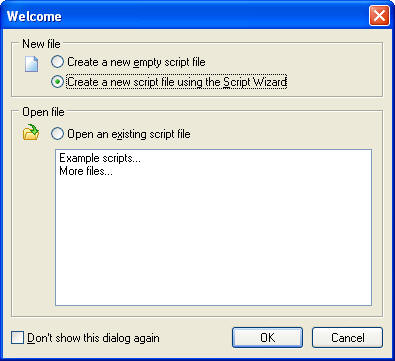 Welcome
New file
Create a new empty script file
Create a new script file using the Script Wizard
Open file
Open an existing script file
Example scripts...
More files...
Don't show this dialog again
OK
Cancel